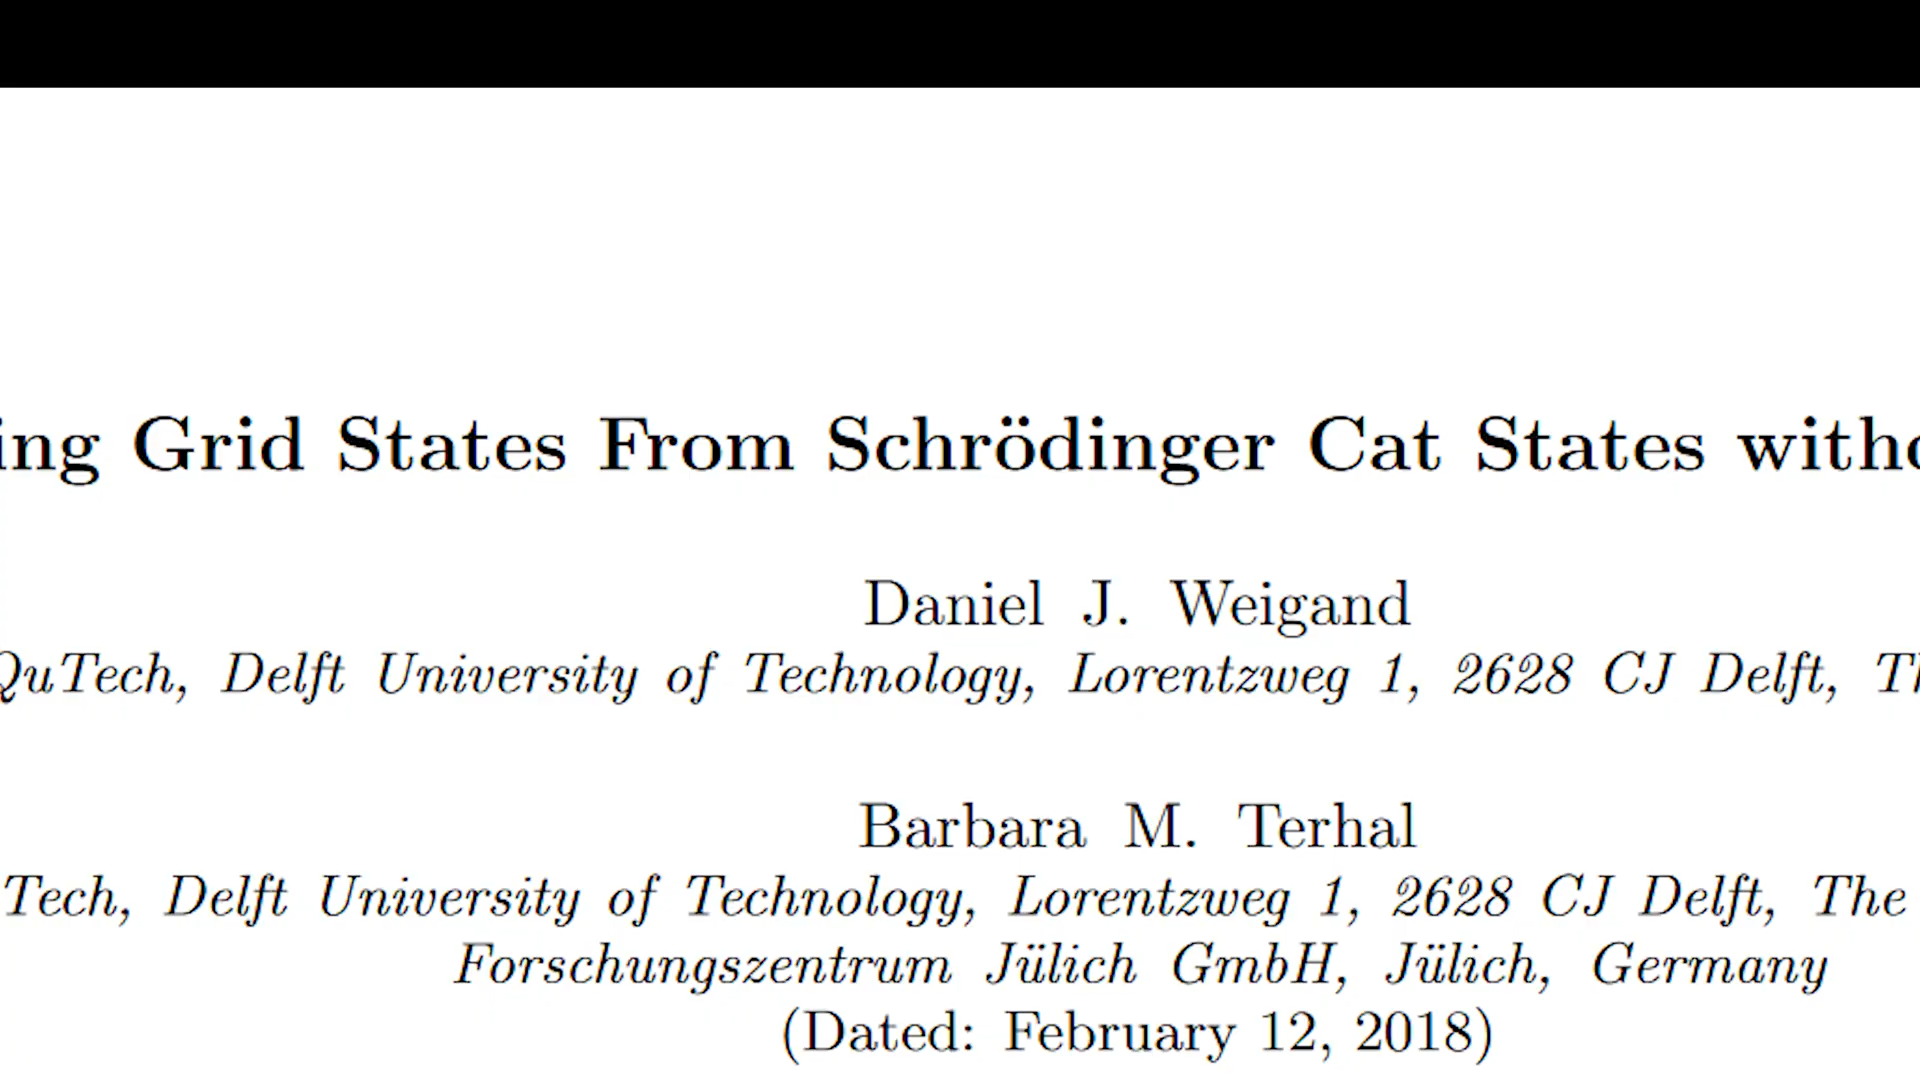 ing Grid States From Schrödinger Cat States witho
Daniel J. Weigand
QuTech, Delft University of Technology, Lorentzweg 1, 2628 CJ Delft, Th
Barbara M. Terhal
Tech, Delft University of Technology, Lorentzweg 1, 2628 CJ Delft, The
Forschungszentrum Jülich GmbH, Jülich, Germany
(Dated: February 12, 2018)